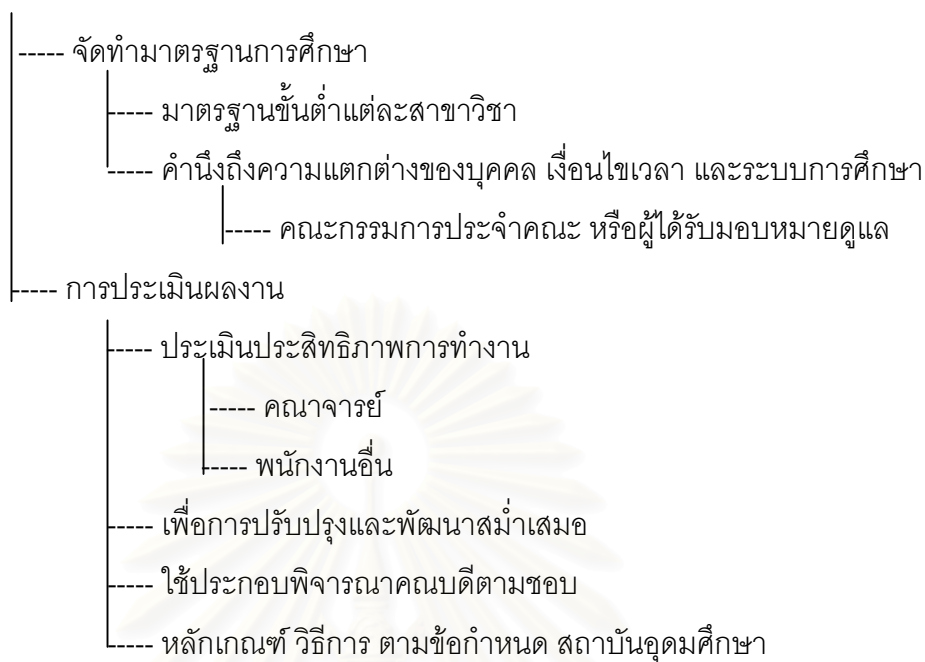 ----- จัดทำมาตรฐานการศึกษา
----- มาตรฐานขั้นต่ำแต่ละสาขาวิชา
----- คำนึงถึงความแตกต่างของบุคคล เงื่อนไขเวลา และระบบการศึกษา
----- คณะกรรมการประจำคณะ หรือผู้ได้รับมอบหมายดูแล
----- การประเมินผลงาน
----- ประเมินประสิทธิภาพการทำงาน
----- คณาจารย์
----- พนักงานอื่น
----- เพื่อการปรับปรุงและพัฒนาสม่ำเสมอ
----- ใช้ประกอบพิจารณาคณบดีตามชอบ
----- หลักเกณฑ์ วิธีการ ตามข้อกำหนด สถาบันอุดมศึกษา